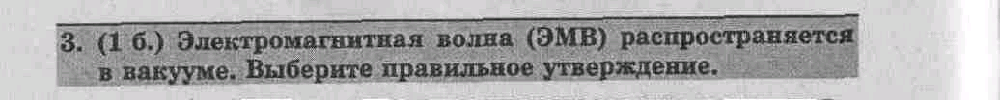 3. (1 б.) Электромагнитная волна (ЭМВ) распространяется
в вакууме. Выберите правильное утверждение.